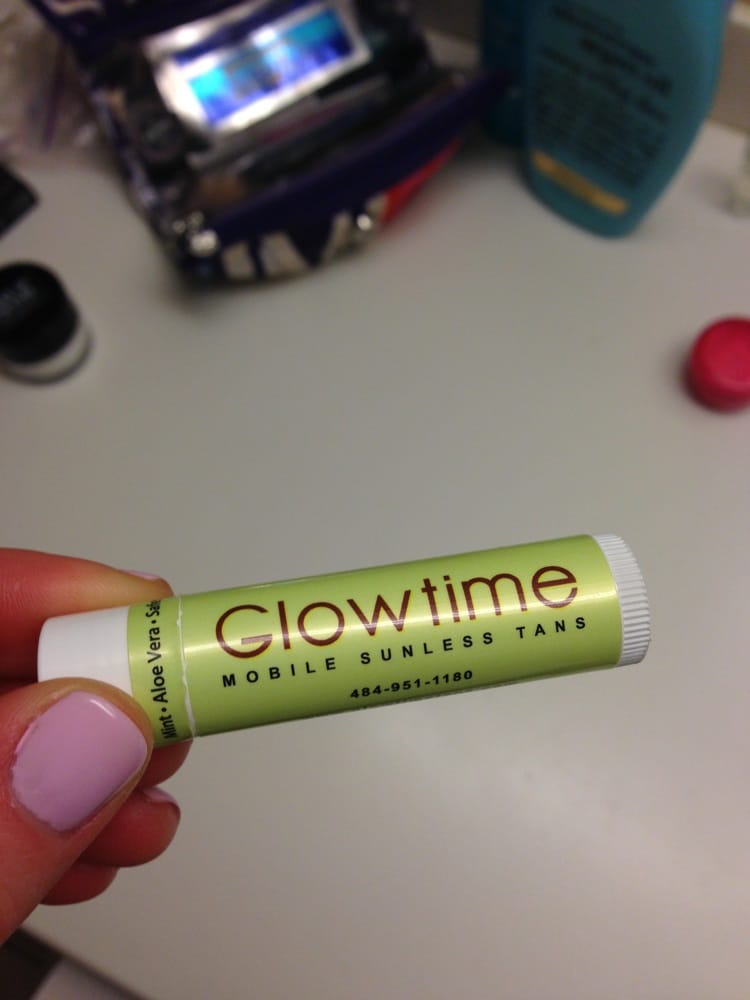 Glowtime
MOBILE SUNLESS TANS
484-951-1180
Mint • Aloe Vera •